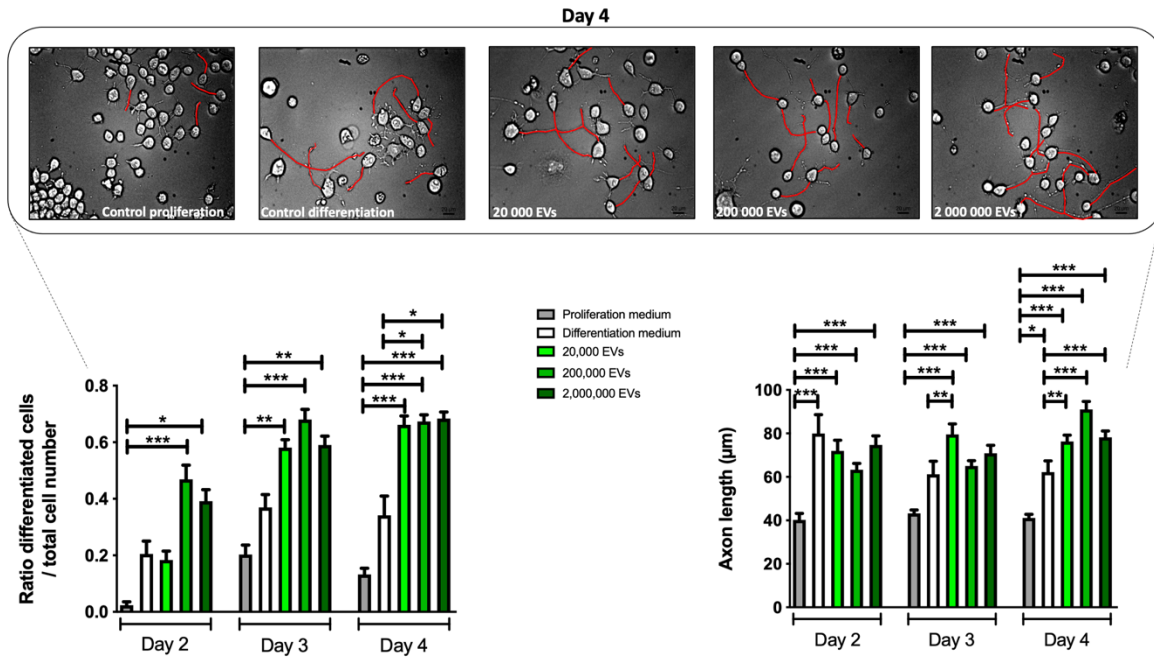 Day 4
Control proliferation
Control differentiation
20 000 EVs
200 000 EVs
2 000 000 EVs
Proliferation medium
Differentiation medium
20,000 EVs
200,000 EVs
2,000,000 EVs
Ratio differentiated cells
/ total cell number
0.8
0.6
0.4
0.2
0.0
*
***
**
***
**
*
*
***
***
***
Day 2
Day 3
Day 4
Axon length (µm)
100
80
60
40
20
0
***
***
***
***
***
***
***
**
***
***
***
*
***
***
**
Day 2
Day 3
Day 4